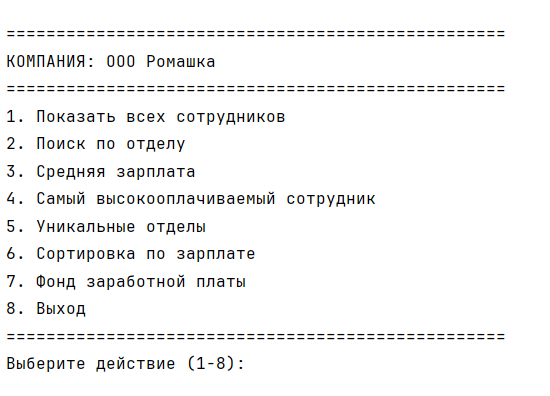 ==================================================
КОМПАНИЯ: ООО Ромашка
==================================================
1. Показать всех сотрудников
2. Поиск по отделу
3. Средняя зарплата
4. Самый высокооплачиваемый сотрудник
5. Уникальные отделы
6. Сортировка по зарплате
7. Фонд заработной платы
8. Выход
==================================================
Выберите действие (1-8):